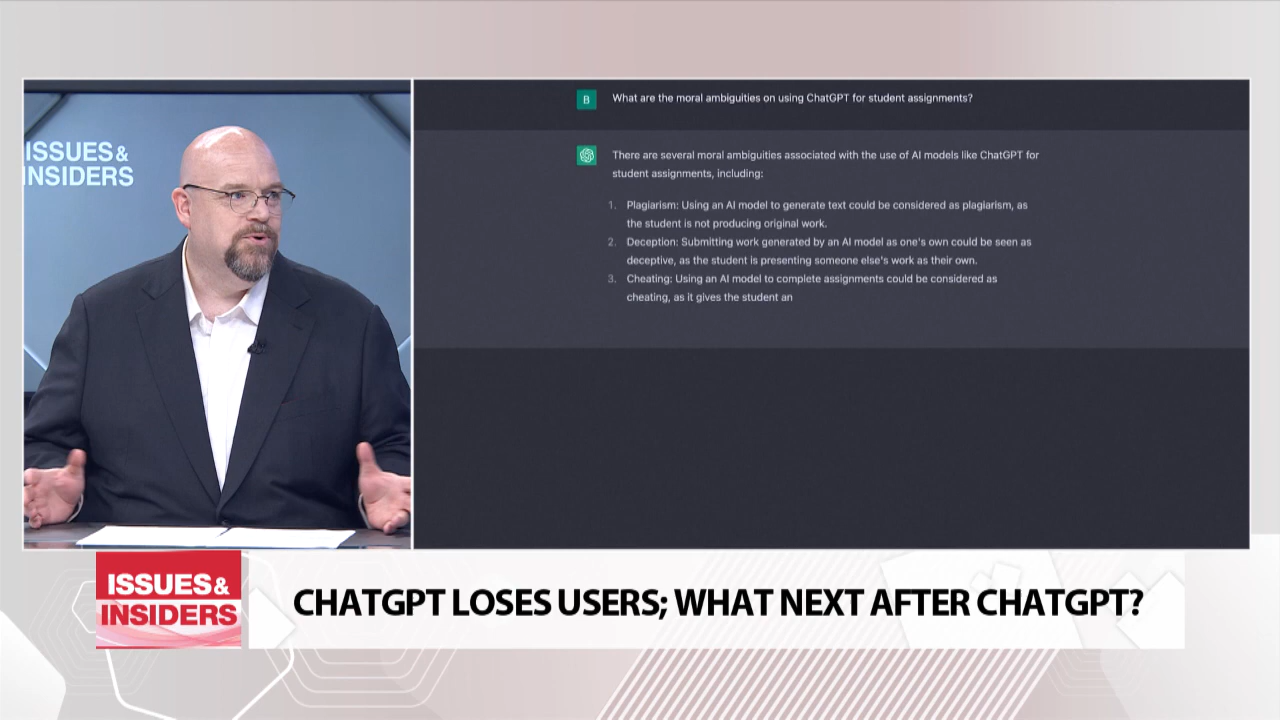 ISSUES&
INSIDERS
B
What are the moral ambiguities on using ChatGPT for student assignments?
There are several moral ambiguities associated with the use of AI models like ChatGPT for
student assignments, including:
1. Plagiarism: Using an AI model to generate text could be considered as plagiarism, as
the student is not producing original work.
2. Deception: Submitting work generated by an AI model as one's own could be seen as
deceptive, as the student is presenting someone else's work as their own.
3. Cheating: Using an AI model to complete assignments could be considered as
cheating, as it gives the student an
ISSUES&
INSIDERS
CHATGPT LOSES USERS; WHAT NEXT AFTER CHATGPT?